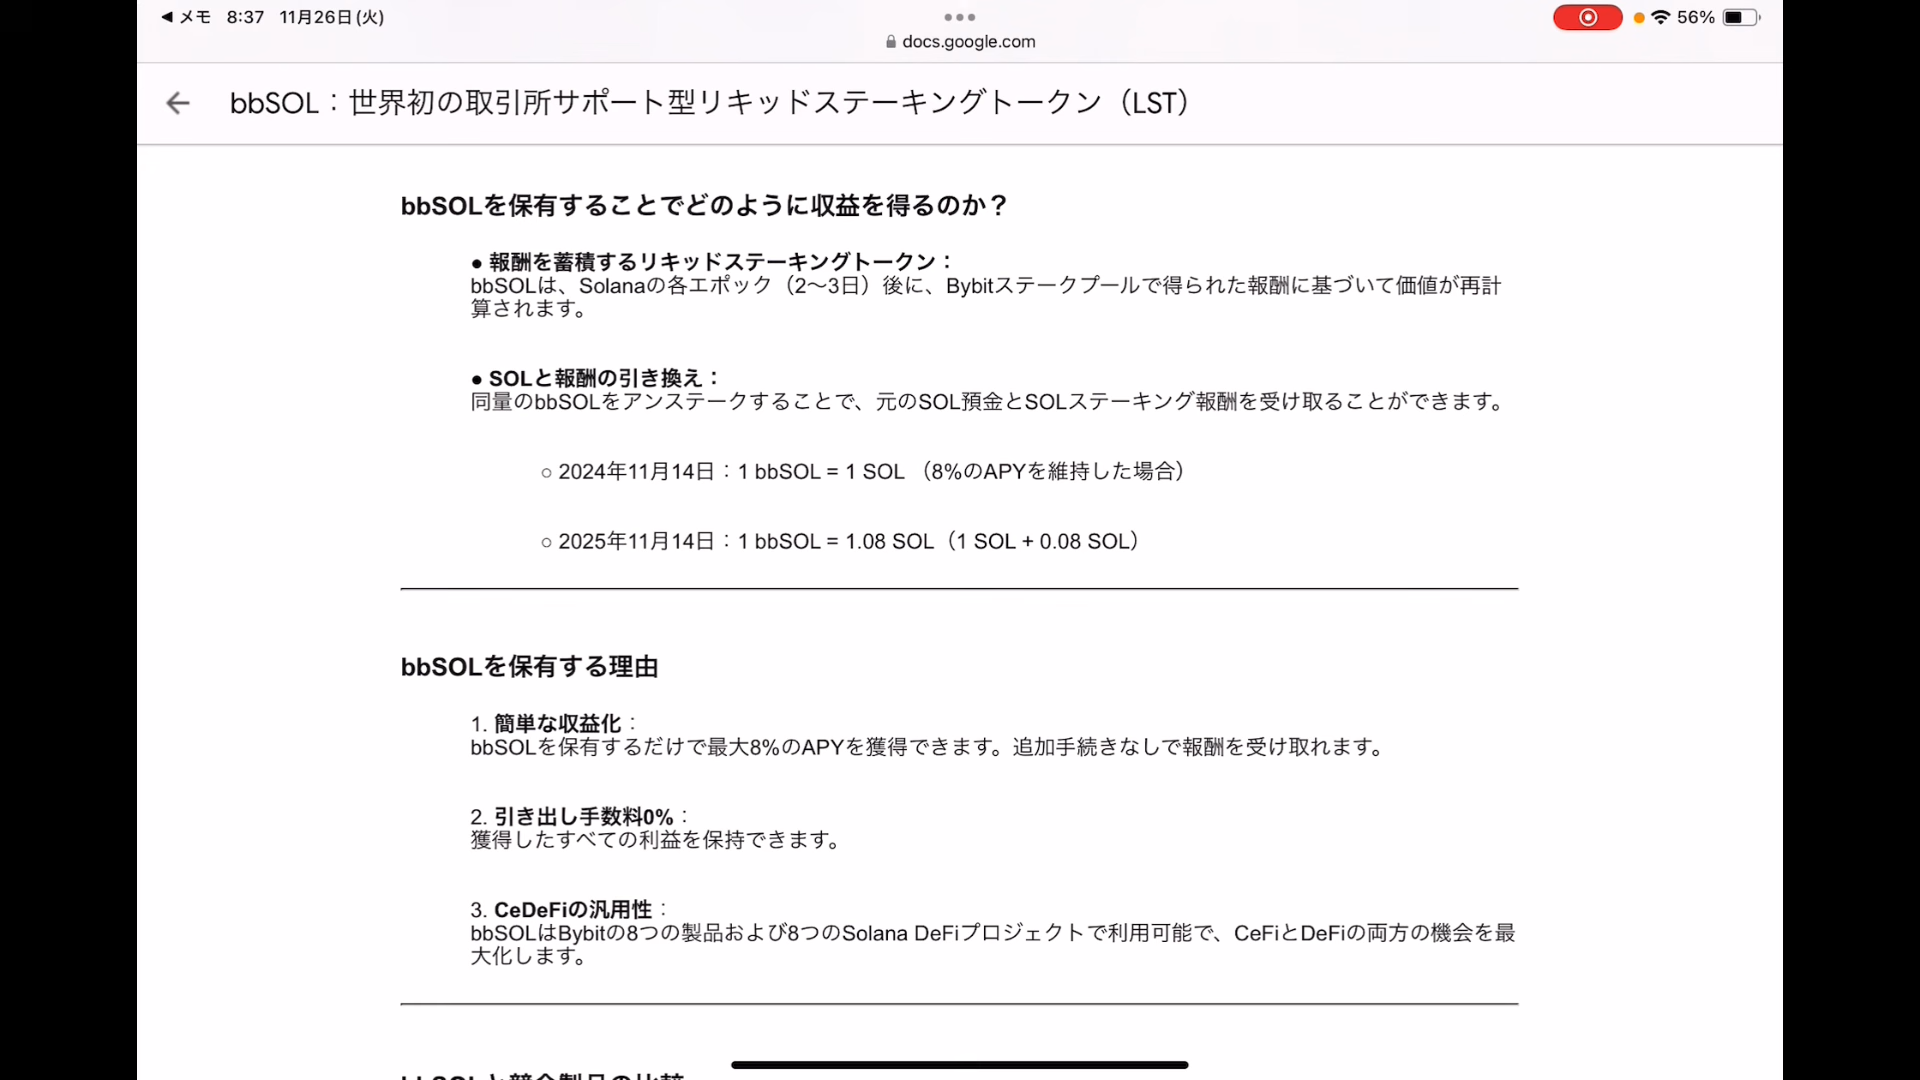 ◀ メモ 8:37 11月26日(火)
56%
docs.google.com
bbSOL：世界初の取引所サポート型リキッドステーキングトークン（LST）
bbSOLを保有することでどのように収益を得るのか？
● 報酬を蓄積するリキッドステーキングトークン：
bbSOLは、Solanaの各エポック（2〜3日）後に、Bybitステークプールで得られた報酬に基づいて価値が再計
算されます。
● SOLと報酬の引き換え：
同量のbbSOLをアンステークすることで、元のSOL預金とSOLステーキング報酬を受け取ることができます。
○ 2024年11月14日：1 bbSOL = 1 SOL （8%のAPYを維持した場合）
○ 2025年11月14日：1 bbSOL = 1.08 SOL（1 SOL + 0.08 SOL）
bbSOLを保有する理由
1. 簡単な収益化：
bbSOLを保有するだけで最大8%のAPYを獲得できます。追加手続きなしで報酬を受け取れます。
2. 引き出し手数料0%：
獲得したすべての利益を保持できます。
3. CeDeFiの汎用性：
bbSOLはBybitの8つの製品および8つのSolana DeFiプロジェクトで利用可能で、CeFiとDeFiの両方の機会を最
大化します。
bbSOLと競合製品の比較